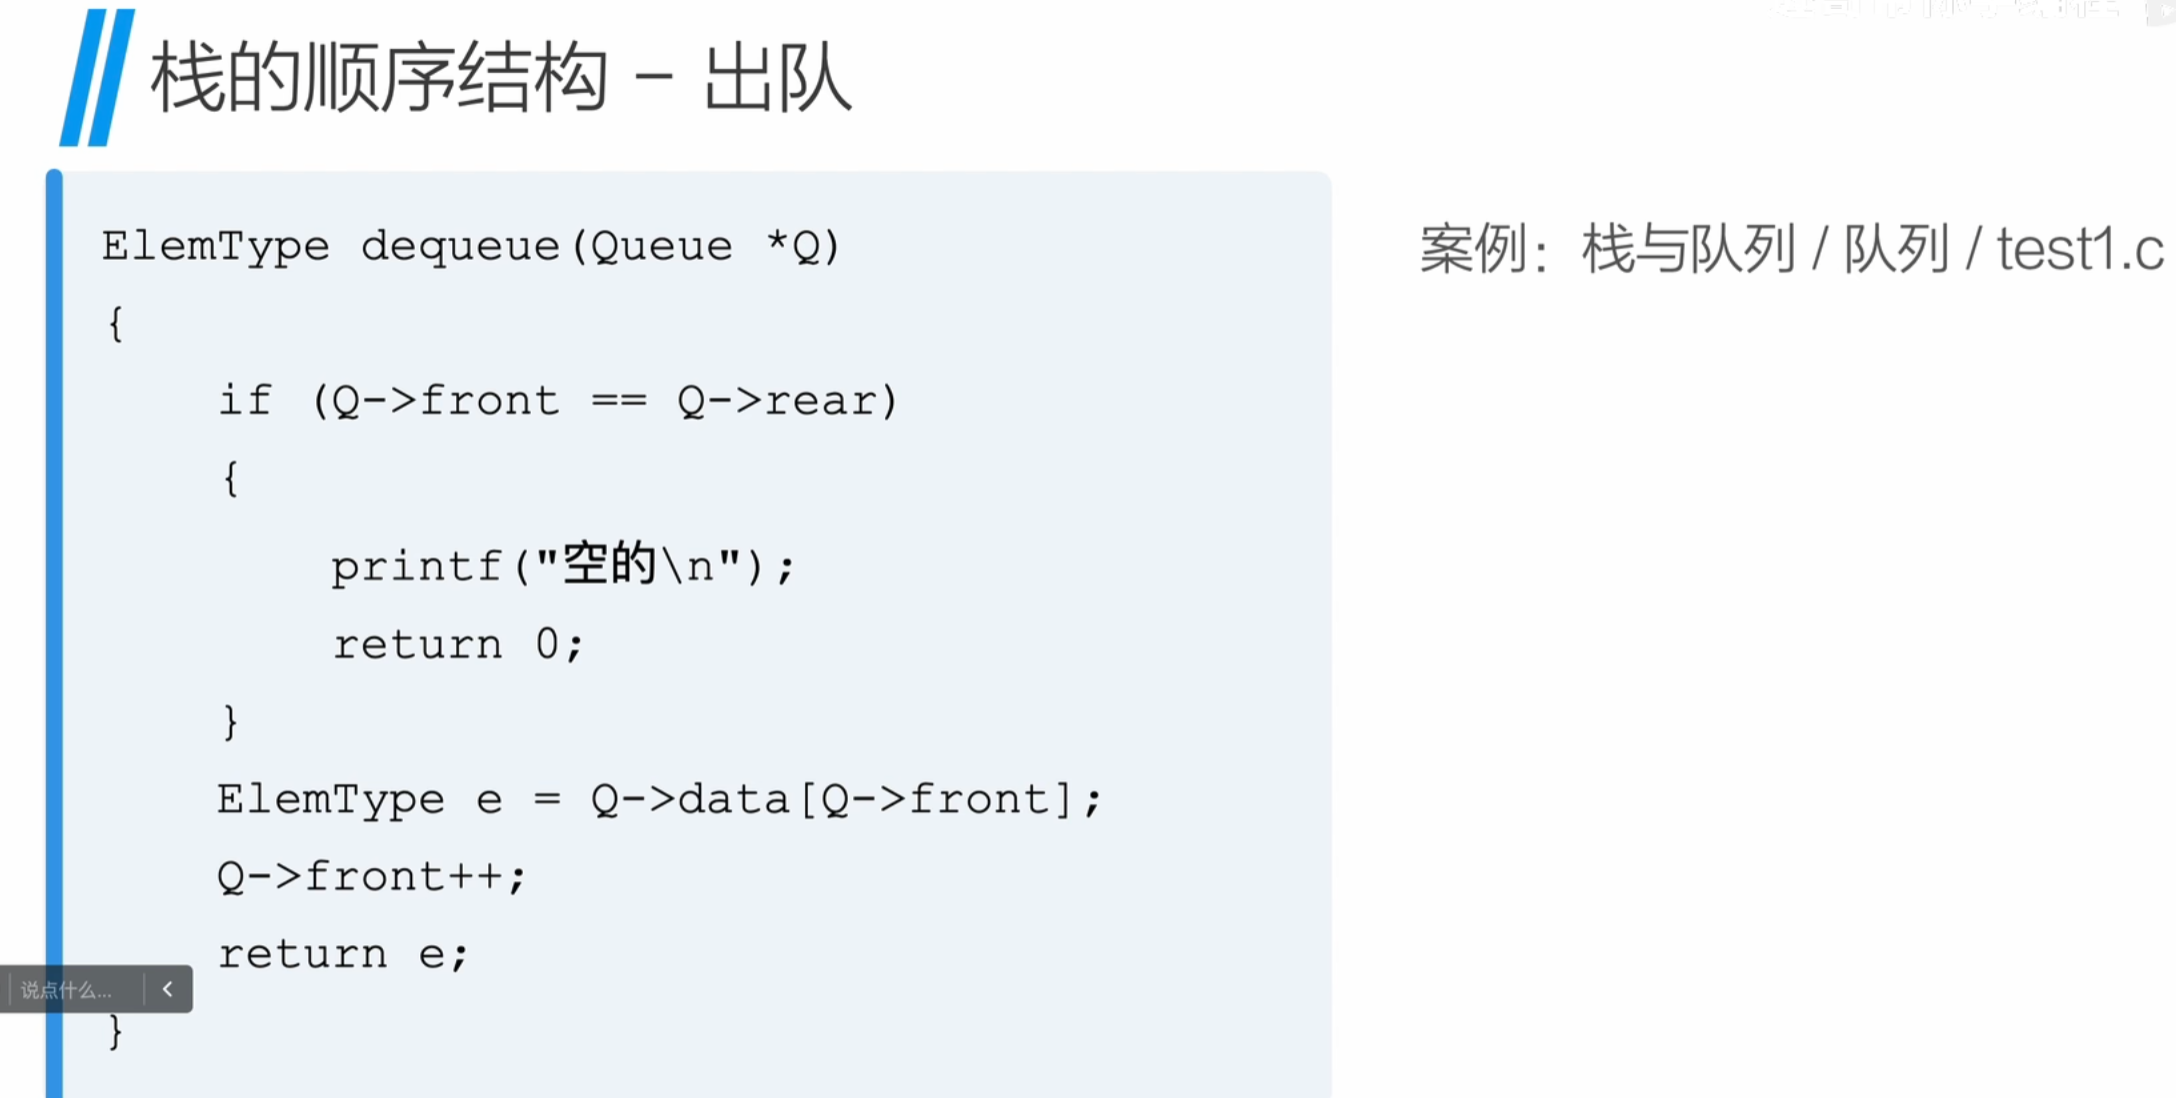 栈的顺序结构 - 出队
ElemType dequeue(Queue *Q)
{
if (Q->front == Q->rear)
{
printf("空的\n");
return 0;
}
ElemType e = Q->data[Q->front];
Q->front++;
return e;
}
案例：栈与队列 / 队列 / test1.c
说点什么...